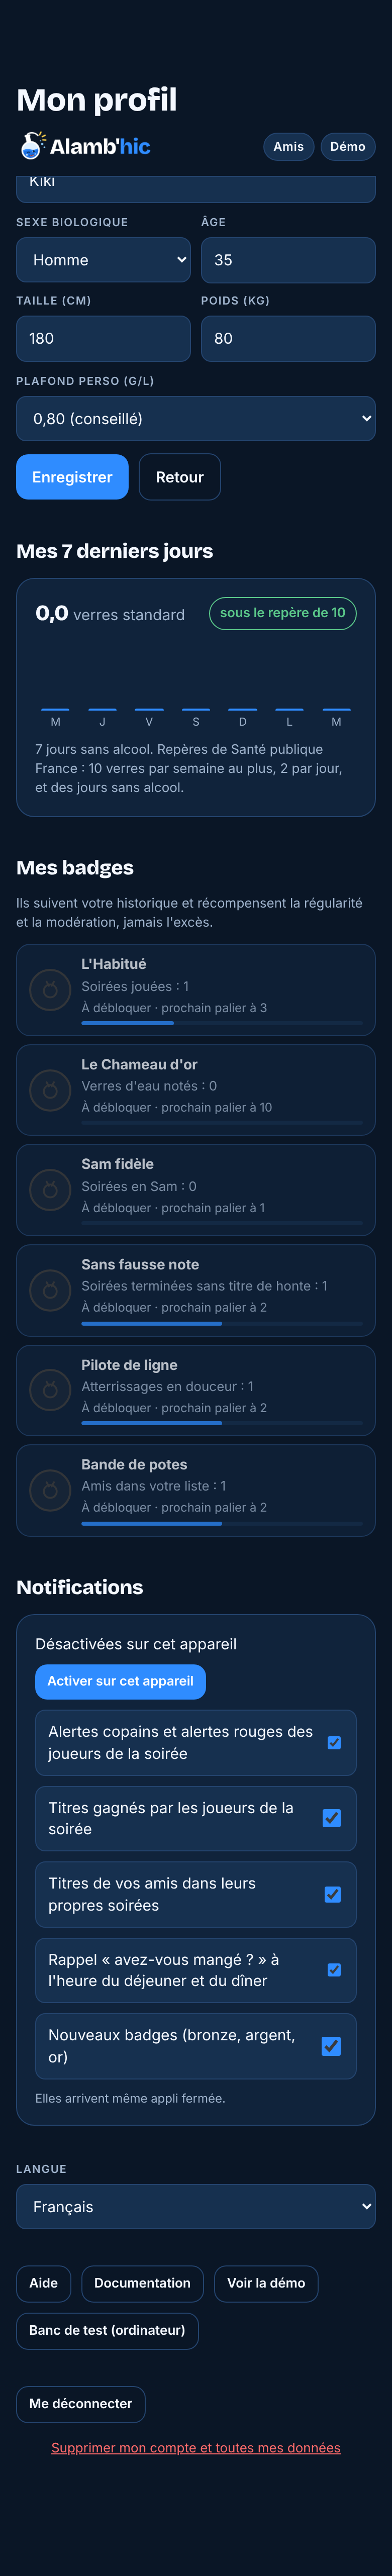 Mon profil
Alamb'hic
Amis
Démo
Kiki
SEXE BIOLOGIQUE
ÂGE
Homme
35
TAILLE (CM)
POIDS (KG)
180
80
PLAFOND PERSO (G/L)
0,80 (conseillé)
Enregistrer
Retour
Mes 7 derniers jours
0,0 verres standard
sous le repère de 10
M J V S D L M
7 jours sans alcool. Repères de Santé publique
France : 10 verres par semaine au plus, 2 par jour,
et des jours sans alcool.
Mes badges
Ils suivent votre historique et récompensent la régularité
et la modération, jamais l'excès.
L'Habitué
Soirées jouées : 1
À débloquer · prochain palier à 3
Le Chameau d'or
Verres d'eau notés : 0
À débloquer · prochain palier à 10
Sam fidèle
Soirées en Sam : 0
À débloquer · prochain palier à 1
Sans fausse note
Soirées terminées sans titre de honte : 1
À débloquer · prochain palier à 2
Pilote de ligne
Atterrissages en douceur : 1
À débloquer · prochain palier à 2
Bande de potes
Amis dans votre liste : 1
À débloquer · prochain palier à 2
Notifications
Désactivées sur cet appareil
Activer sur cet appareil
Alertes copains et alertes rouges des
joueurs de la soirée
Titres gagnés par les joueurs de la
soirée
Titres de vos amis dans leurs
propres soirées
Rappel « avez-vous mangé ? » à
l'heure du déjeuner et du dîner
Nouveaux badges (bronze, argent,
or)
Elles arrivent même appli fermée.
LANGUE
Français
Aide
Documentation
Voir la démo
Banc de test (ordinateur)
Me déconnecter
Supprimer mon compte et toutes mes données